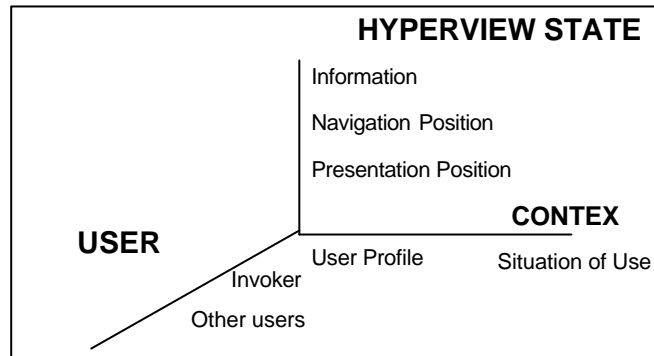 HYPERVIEW STATE
Information
Navigation Position
Presentation Position
CONTEX
USER
User Profile
Situation of Use
Invoker
Other users